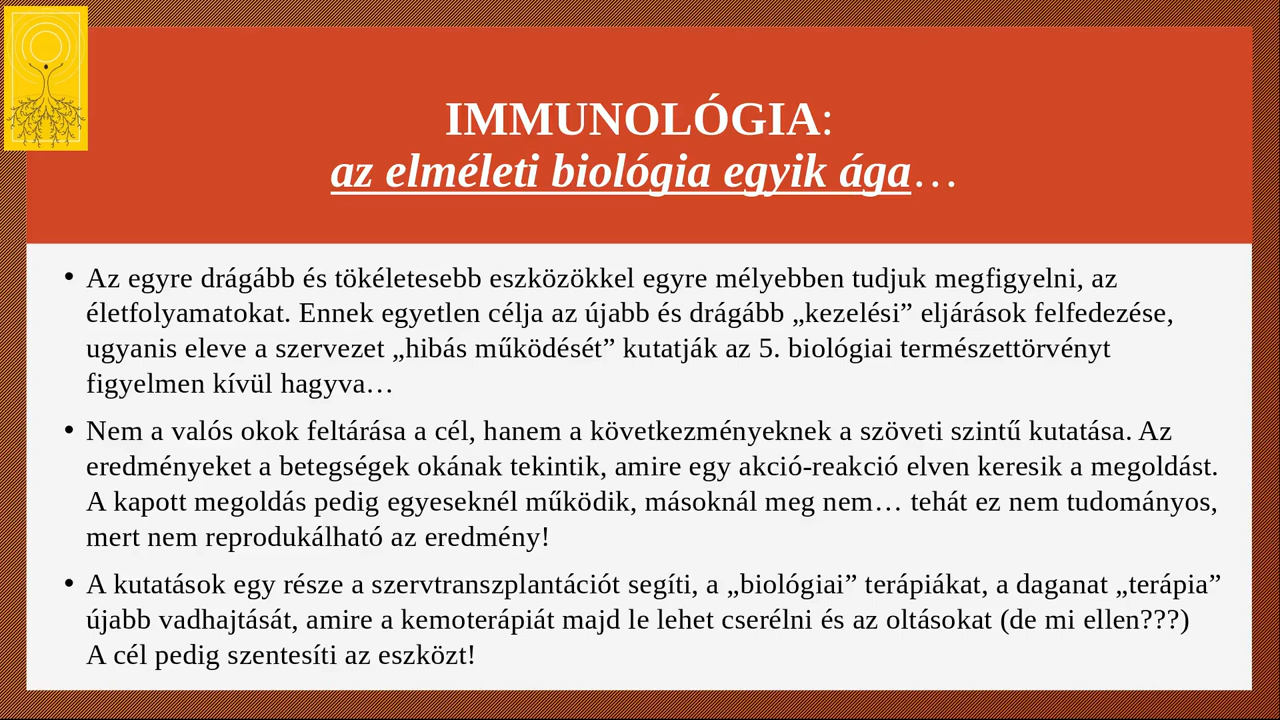 IMMUNOLÓGIA:
az elméleti biológia egyik ága…
• Az egyre drágább és tökéletesebb eszközökkel egyre mélyebben tudjuk megfigyelni, az
életfolyamatokat. Ennek egyetlen célja az újabb és drágább „kezelési” eljárások felfedezése,
ugyanis eleve a szervezet „hibás működését” kutatják az 5. biológiai természettörvényt
figyelmen kívül hagyva…
• Nem a valós okok feltárása a cél, hanem a következményeknek a szöveti szintű kutatása. Az
eredményeket a betegségek okának tekintik, amire egy akció-reakció elven keresik a megoldást.
A kapott megoldás pedig egyeseknél működik, másoknál meg nem… tehát ez nem tudományos,
mert nem reprodukálható az eredmény!
• A kutatások egy része a szervtranszplantációt segíti, a „biológiai” terápiákat, a daganat „terápia”
újabb vadhajtását, amire a kemoterápiát majd le lehet cserélni és az oltásokat (de mi ellen???)
A cél pedig szentesíti az eszközt!